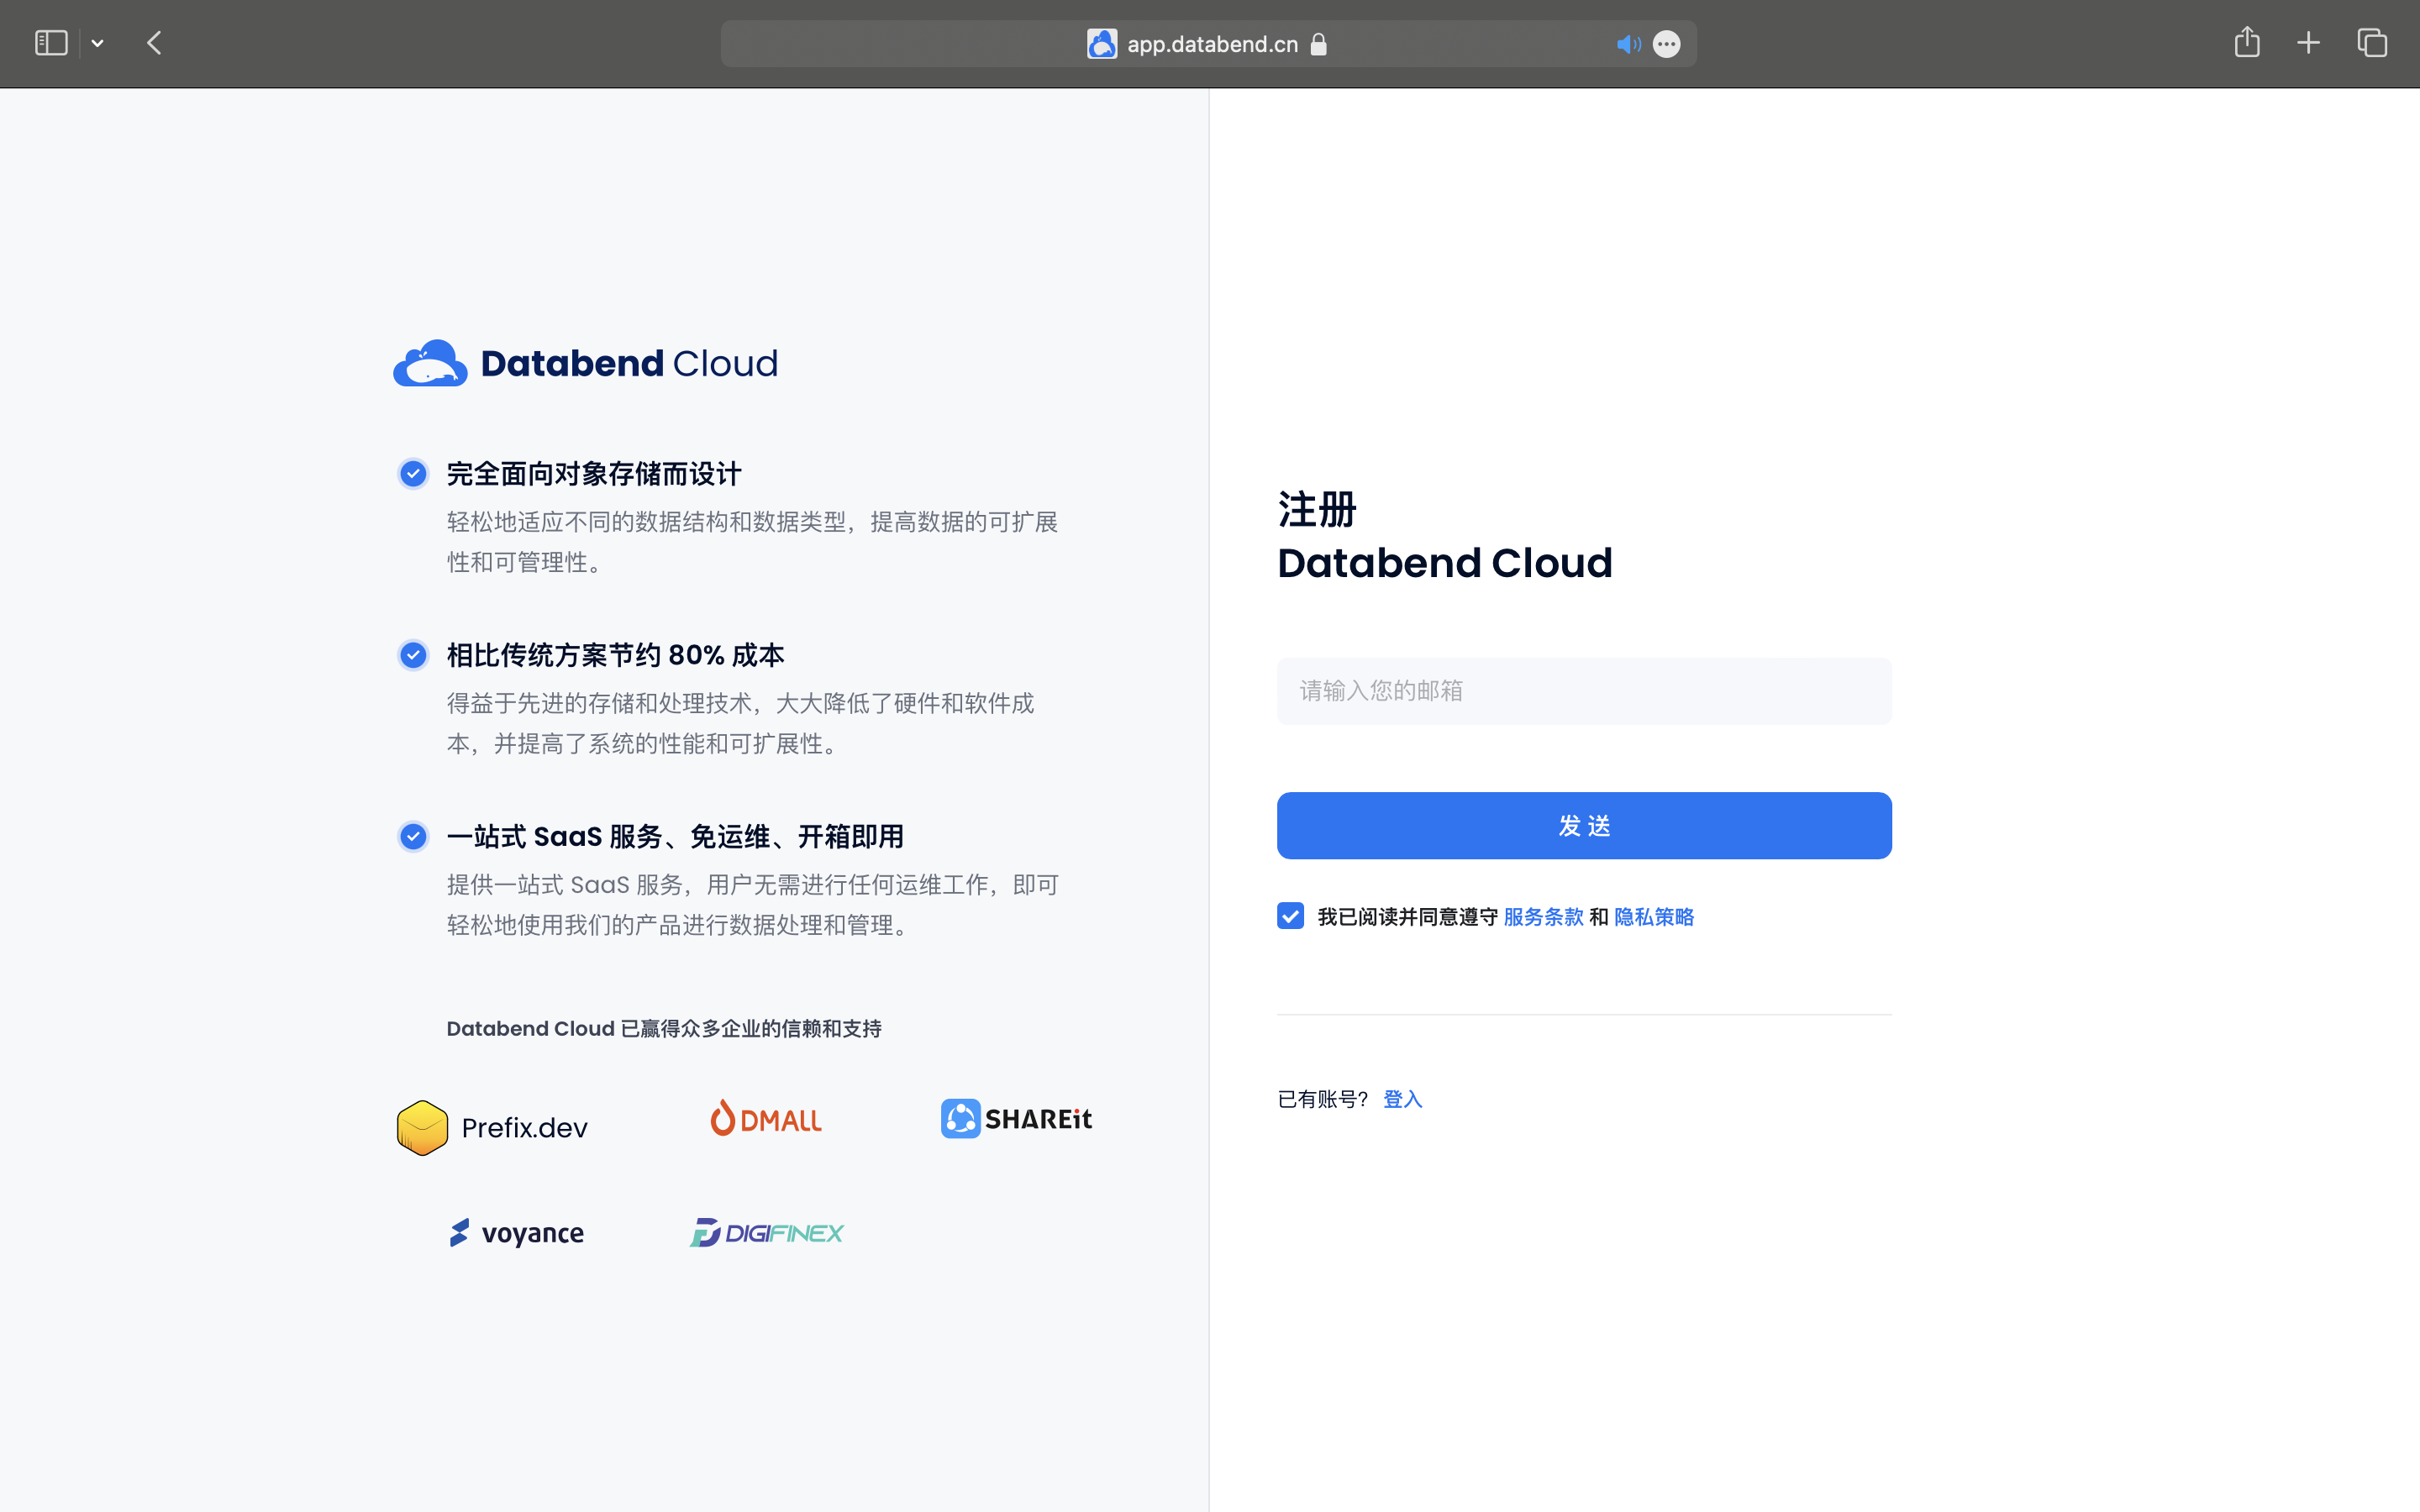 app.databend.cn
Databend Cloud
完全面向对象存储而设计
轻松地适应不同的数据结构和数据类型，提高数据的可扩展
性和可管理性。
相比传统方案节约 80% 成本
得益于先进的存储和处理技术，大大降低了硬件和软件成
本，并提高了系统的性能和可扩展性。
一站式 SaaS 服务、免运维、开箱即用
提供一站式 SaaS 服务，用户无需进行任何运维工作，即可
轻松地使用我们的产品进行数据处理和管理。
Databend Cloud 已赢得众多企业的信赖和支持
Prefix.dev
DMALL
SHAREit
voyance
DIGIFINEX
注册
Databend Cloud
请输入您的邮箱
发 送
我已阅读并同意遵守 服务条款 和 隐私策略
已有账号? 登入